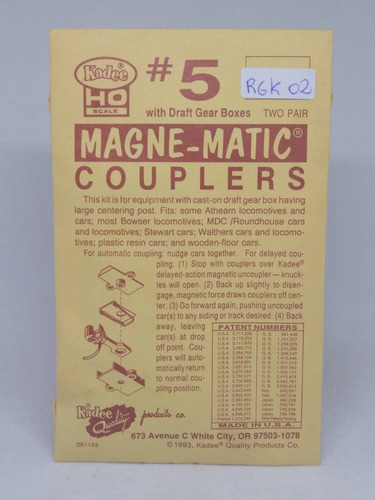 Kadee®
HO
SCALE
#5
RGK 02
with Draft Gear Boxes TWO PAIR
MAGNE-MATIC®
COUPLERS
This kit is for equipment with cast-on draft gear box having
large centering post. Fits: some Athearn locomotives and
cars; most Bowser locomotives; MDC /Roundhouse cars
and locomotives; Stewart cars; Walthers cars and locomo-
tives; plastic resin cars; and wooden-floor cars.
For automatic coupling: nudge cars together. For delayed cou-
pling: (1) Stop with couplers over Kadee®
delayed-action magnetic uncoupler — knuck-
les will open. (2) Back up slightly to disen-
gage, magnetic force draws couplers off cen-
ter. (3) Go forward again, pushing uncoupled
car(s) to any siding or track desired. (4) Back
away, leaving
car(s) at drop
off point. Cou-
plers will auto-
matically return
to normal cou-
pling position.
PATENT NUMBERS
MADE IN U.S.A.
Kadee
Quality
products co.
673 Avenue C White City, OR 97503-1078
©1993, Kadee® Quality Products Co.